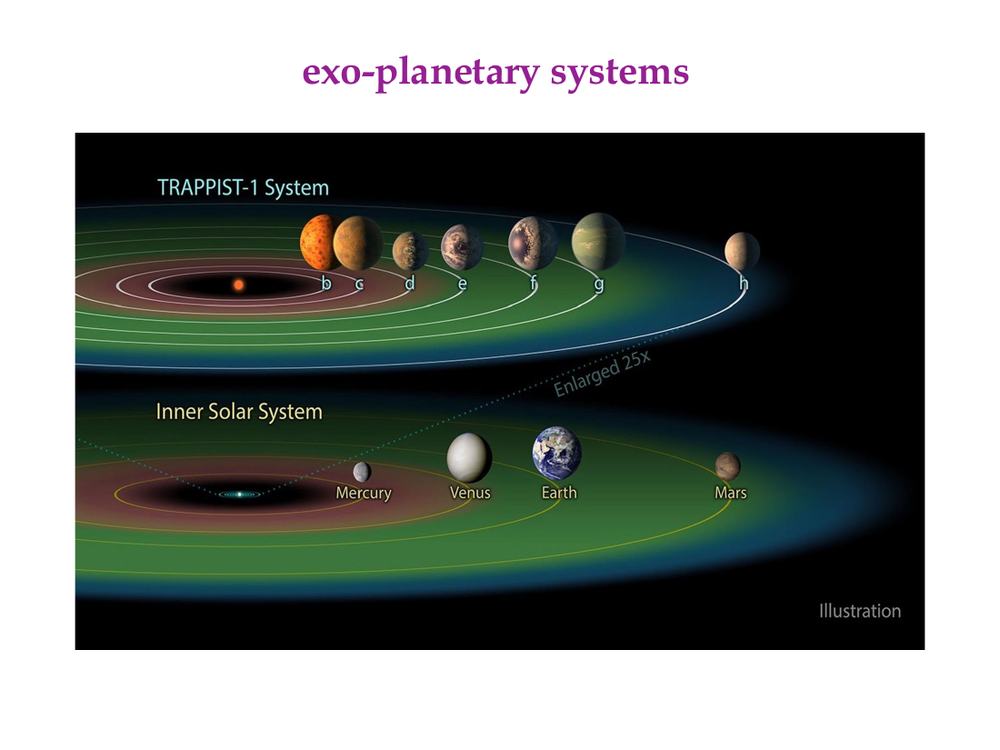 exo-planetary systems
TRAPPIST-1 System
b c d e f g h
Enlarged 25x
Inner Solar System
Mercury Venus Earth Mars
Illustration